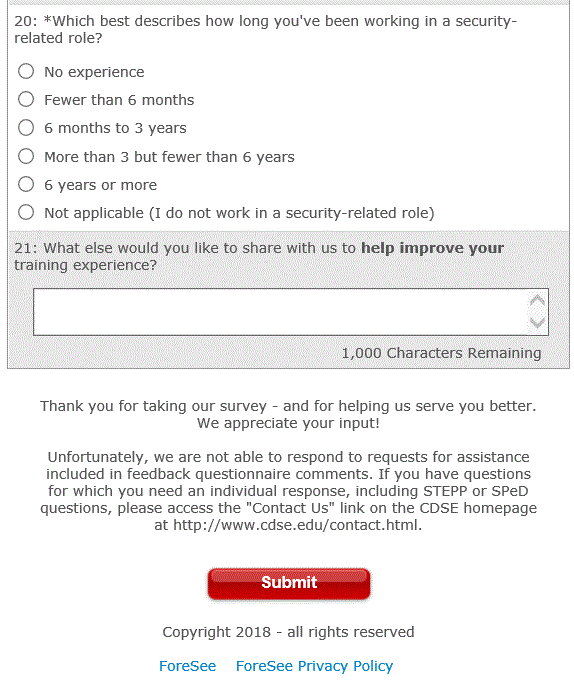 20: *Which best describes how long you've been working in a security-
related role?
No experience
Fewer than 6 months
6 months to 3 years
More than 3 but fewer than 6 years
6 years or more
Not applicable (I do not work in a security-related role)
21: What else would you like to share with us to help improve your
training experience?
1,000 Characters Remaining
Thank you for taking our survey - and for helping us serve you better.
We appreciate your input!
Unfortunately, we are not able to respond to requests for assistance
included in feedback questionnaire comments. If you have questions
for which you need an individual response, including STEPP or SPeD
questions, please access the "Contact Us" link on the CDSE homepage
at http://www.cdse.edu/contact.html.
Submit
Copyright 2018 - all rights reserved
ForeSee ForeSee Privacy Policy